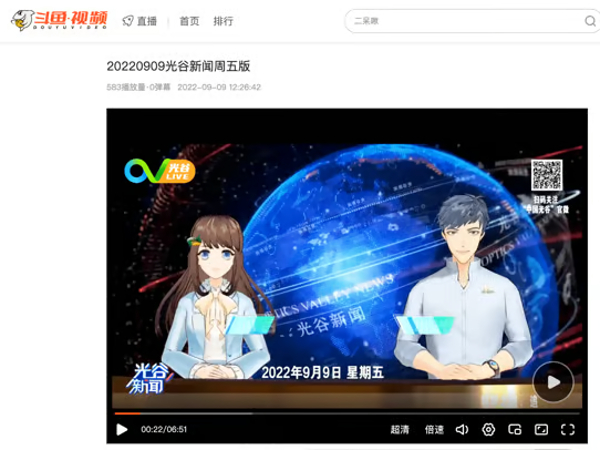 斗鱼·视频
DOUYUVIDEO
直播
首页
排行
二呆瞅
20220909光谷新闻周五版
583播放量·0弹幕 2022-09-09 12:26:42
光谷
LIVE
扫码关注
“中国光谷”官微
OPTICS
TICS VALLEY NEWS
光谷新闻
光谷
新闻
2022年9月9日 星期五
00:22/06:51
超清
倍速